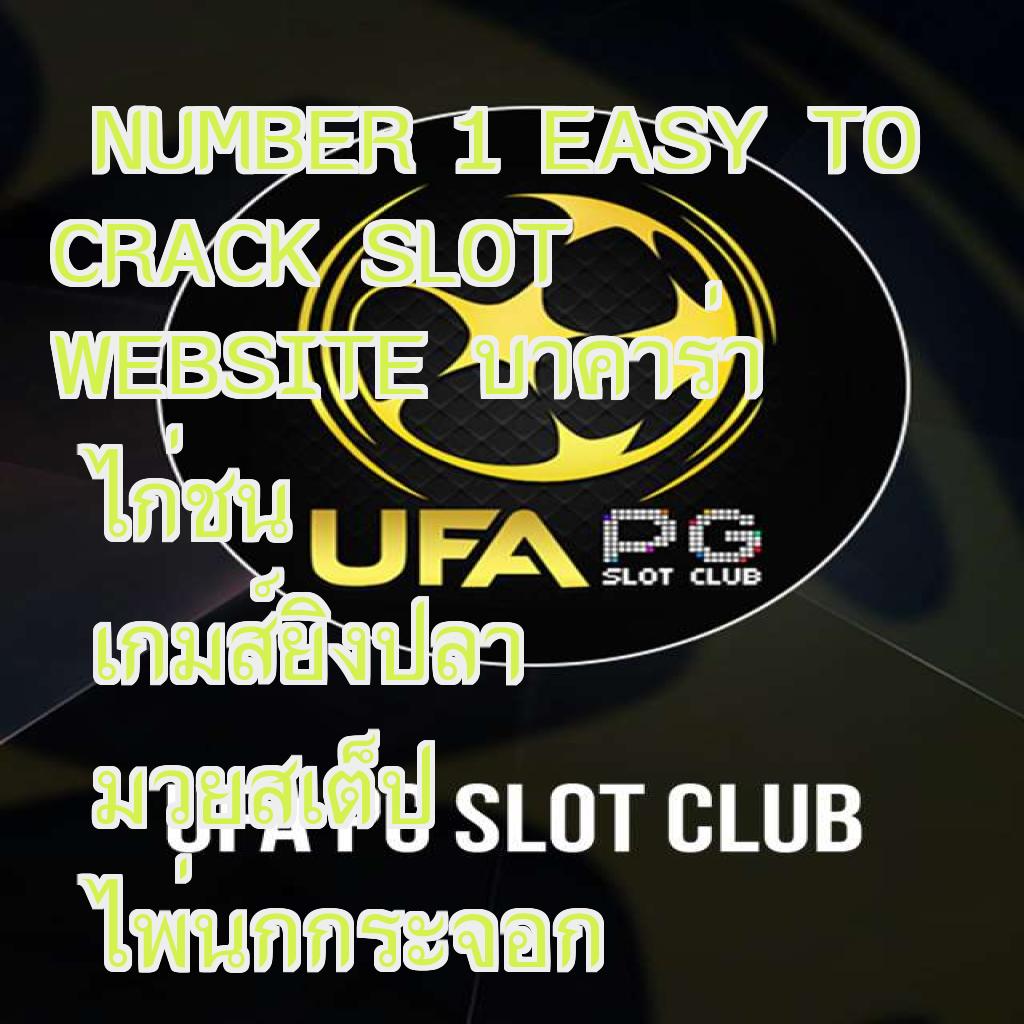 NUMBER 1 EASY TO
CRACK SLOT
WEBSITE บาคาร่า
ไก่ชน
UFA PG
SLOT CLUB
เกมส์ยิงปลา
มวยสเต็ป
UFA PG SLOT CLUB
ไพ่นกกระจอก